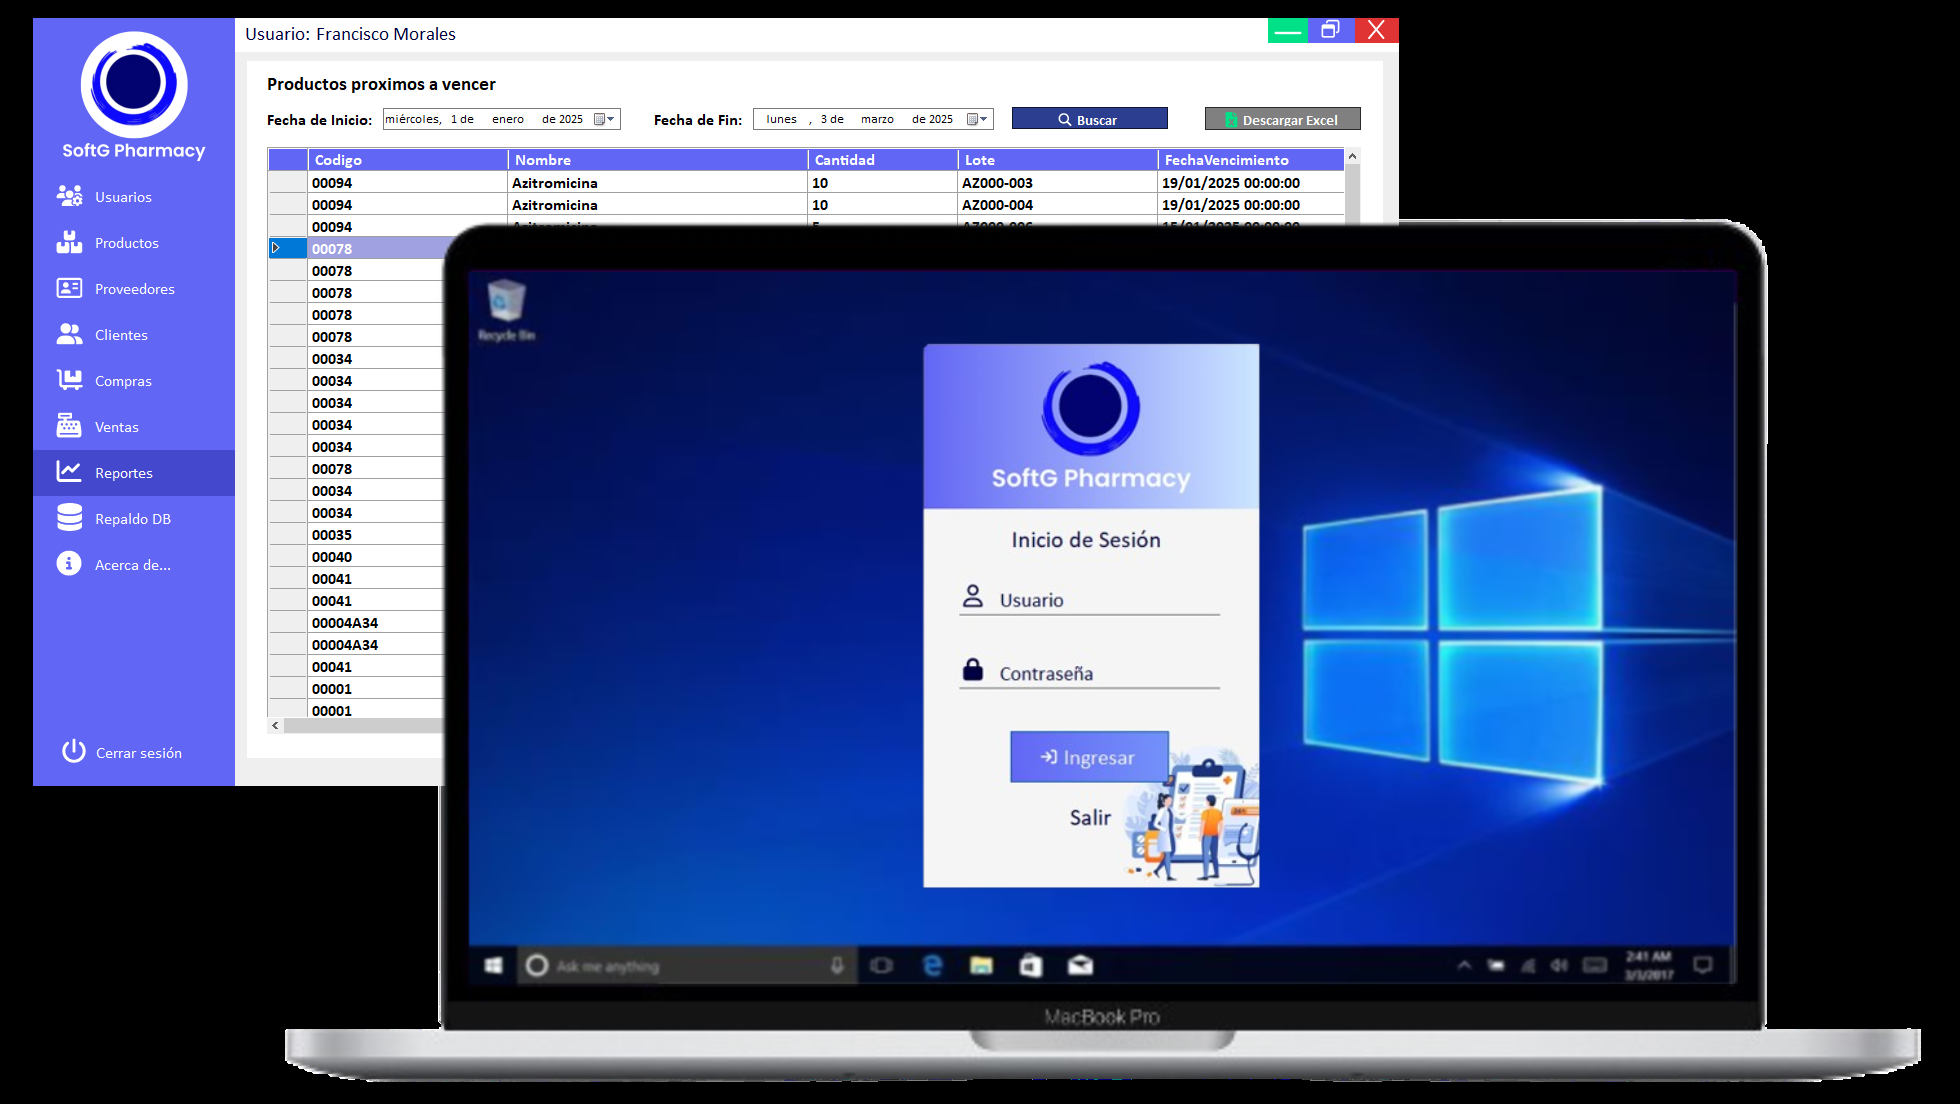 Usuario: Francisco Morales
SoftG Pharmacy
Usuarios
Productos
Proveedores
Clientes
Compras
Ventas
Reportes
Repaldo DB
Acerca de...
Cerrar sesión
Productos proximos a vencer
Fecha de Inicio: miércoles, 1 de enero de 2025 Fecha de Fin: lunes , 3 de marzo de 2025 Buscar Descargar Excel
Codigo Nombre Cantidad Lote FechaVencimiento
00094 Azitromicina 10 AZ000-003 19/01/2025 00:00:00
00094 Azitromicina 10 AZ000-004 19/01/2025 00:00:00
00094
00078
00078
00078
00078
00078
00034
00034
00034
00034
00034
00078
00034
00034
00035
00040
00041
00041
00004A34
00004A34
00041
00001
00001
Recycle Bin
SoftG Pharmacy
Inicio de Sesión
Usuario
Contraseña
Ingresar
Salir
Ask me anything
2:41 AM
3/3/2017
MacBook Pro